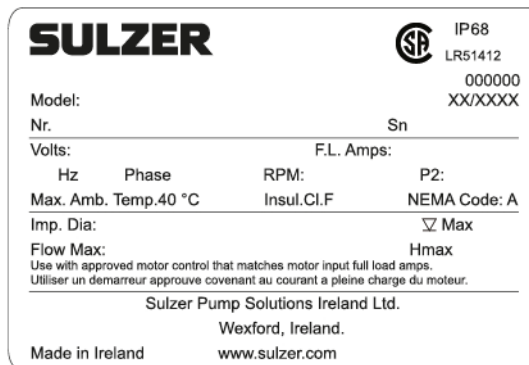 SULZER
IP68
LR51412
000000
Model: XX/XXXX
Nr. Sn
Volts: F.L. Amps:
Hz Phase RPM: P2:
Max. Amb. Temp.40 °C Insul.Cl.F NEMA Code: A
Imp. Dia: Max
Flow Max: Hmax
Use with approved motor control that matches motor input full load amps.
Utiliser un demarreur approuve covenant au courant a pleine charge du moteur.
Sulzer Pump Solutions Ireland Ltd.
Wexford, Ireland.
Made in Ireland www.sulzer.com